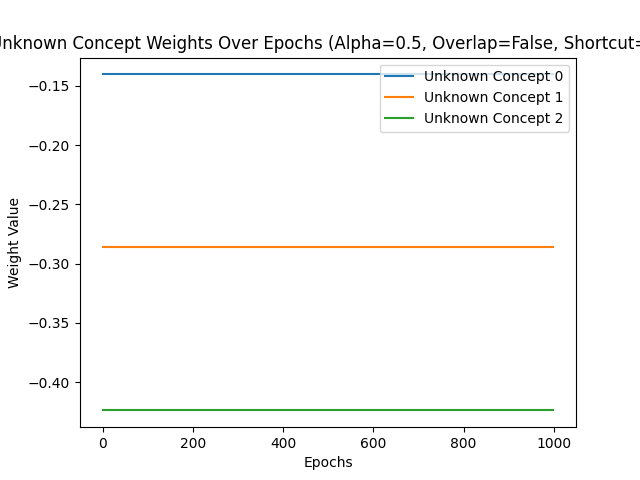 Unknown Concept Weights Over Epochs (Alpha=0.5, Overlap=False, Shortcut=
Unknown Concept 0
Unknown Concept 1
Unknown Concept 2
Weight Value
−0.15
−0.20
−0.25
−0.30
−0.35
−0.40
0 200 400 600 800 1000
Epochs